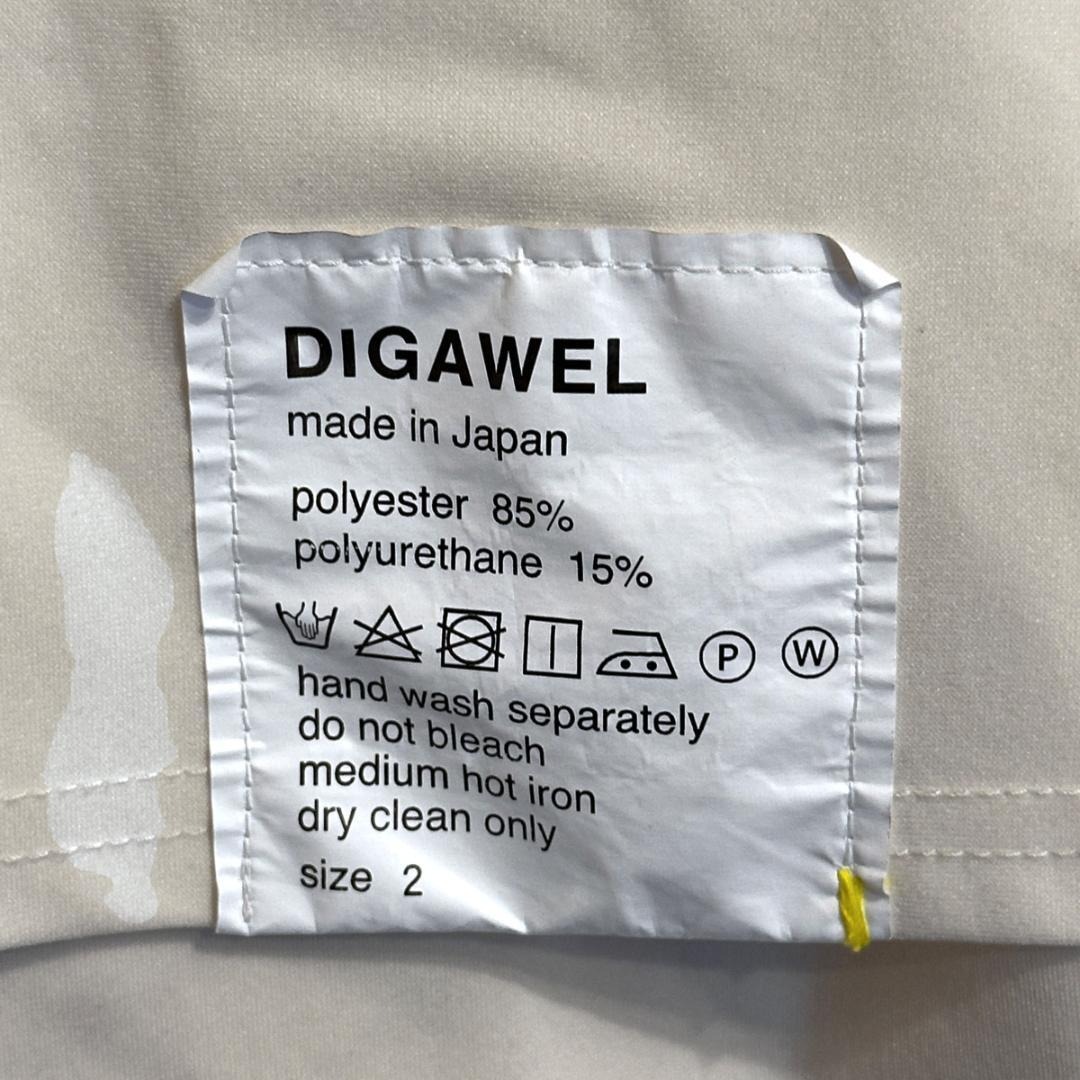 DIGAWEL
made in Japan
polyester 85%
polyurethane 15%
P W
hand wash separately
do not bleach
medium hot iron
dry clean only
size 2